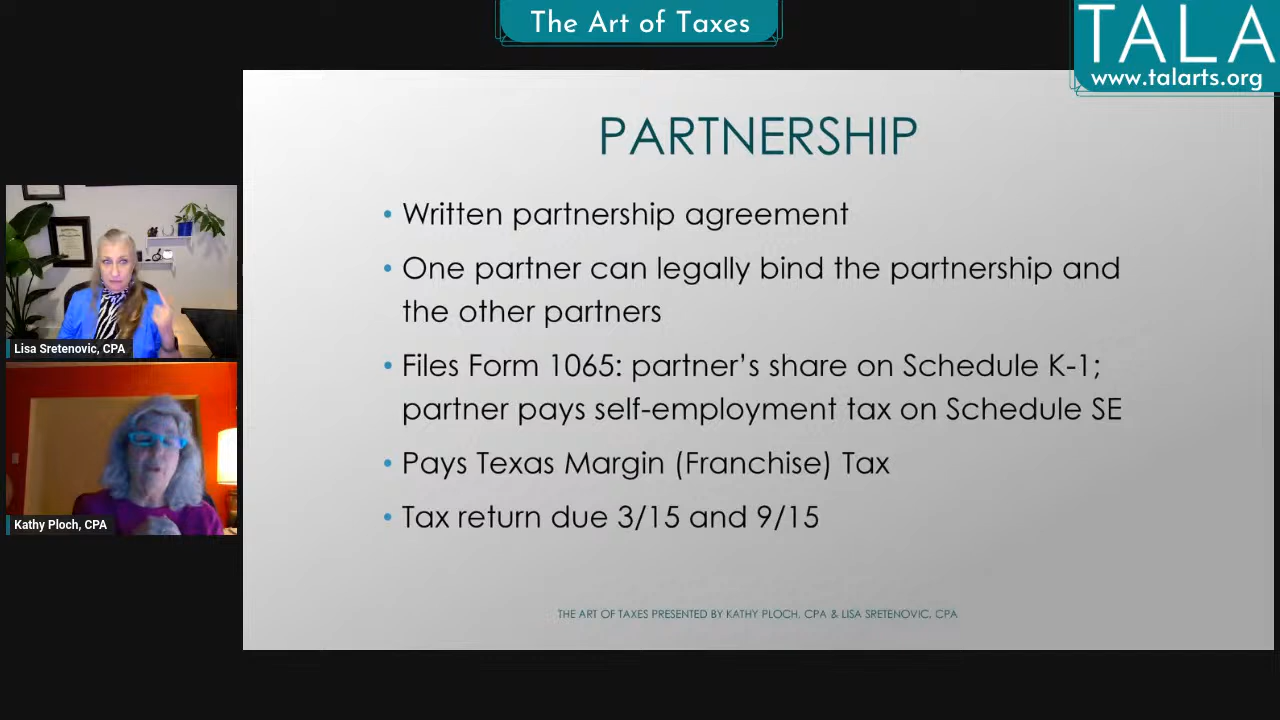 The Art of Taxes
TALA
www.talarts.org
PARTNERSHIP
• Written partnership agreement
• One partner can legally bind the partnership and
the other partners
• Files Form 1065: partner’s share on Schedule K-1;
partner pays self-employment tax on Schedule SE
• Pays Texas Margin (Franchise) Tax
• Tax return due 3/15 and 9/15
THE ART OF TAXES PRESENTED BY KATHY PLOCH, CPA & LISA SRETENOVIC, CPA
Lisa Sretenovic, CPA
Kathy Ploch, CPA